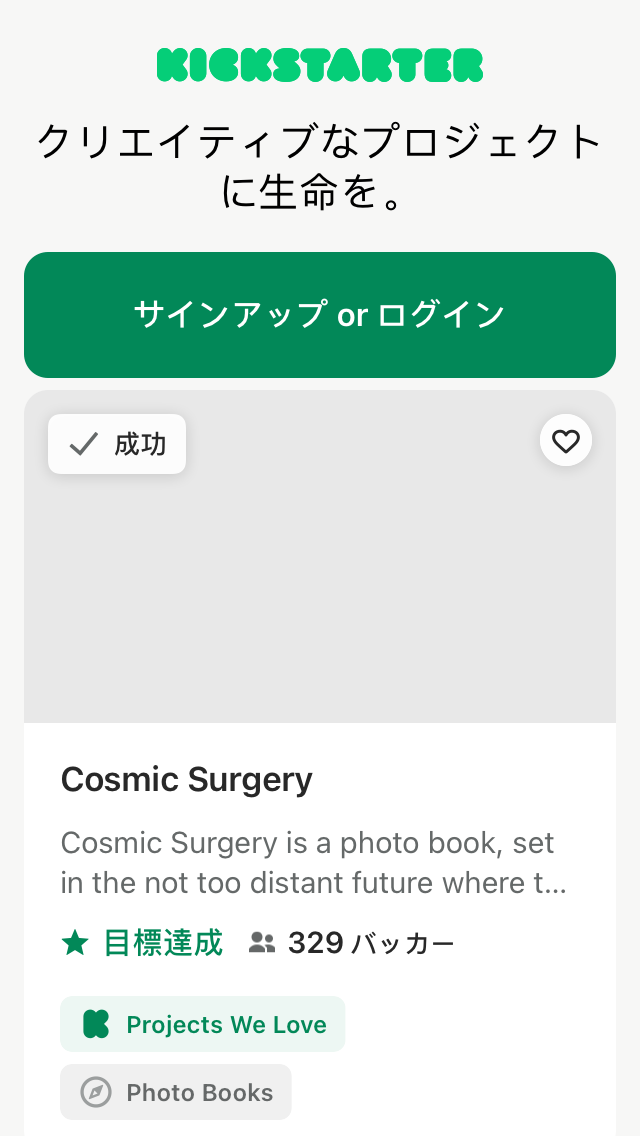 KICKSTARTER
クリエイティブなプロジェクト
に生命を。
サインアップ or ログイン
成功
Cosmic Surgery
Cosmic Surgery is a photo book, set
in the not too distant future where t...
目標達成 329 バッカー
Projects We Love
Photo Books